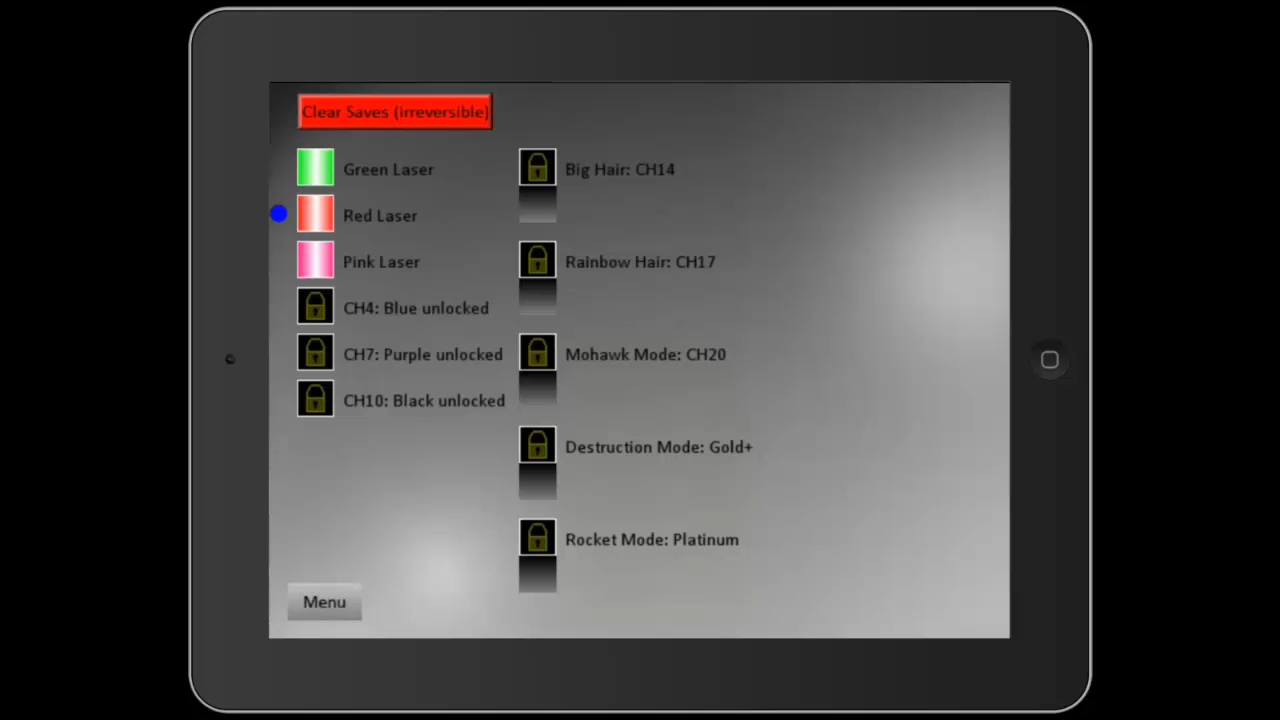 Clear Saves (irreversible)
Green Laser
Red Laser
Pink Laser
CH4: Blue unlocked
CH7: Purple unlocked
CH10: Black unlocked
Big Hair: CH14
Rainbow Hair: CH17
Mohawk Mode: CH20
Destruction Mode: Gold+
Rocket Mode: Platinum
Menu